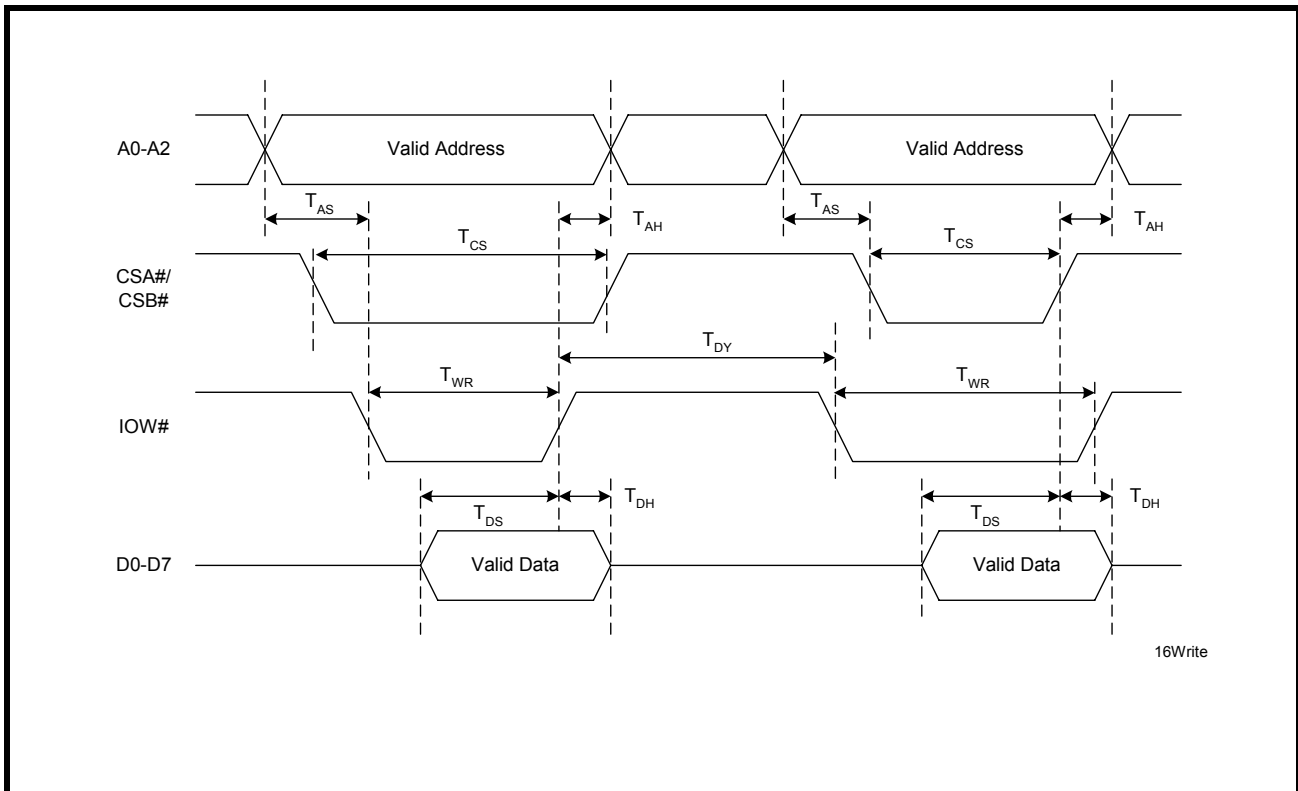 A0-A2
Valid Address
Valid Address
TAS
TAH
TAS
TAH
TCS
TCS
CSA#/
CSB#
TDY
TWR
TWR
IOW#
TDS
TDH
TDS
TDH
D0-D7
Valid Data
Valid Data
16Write